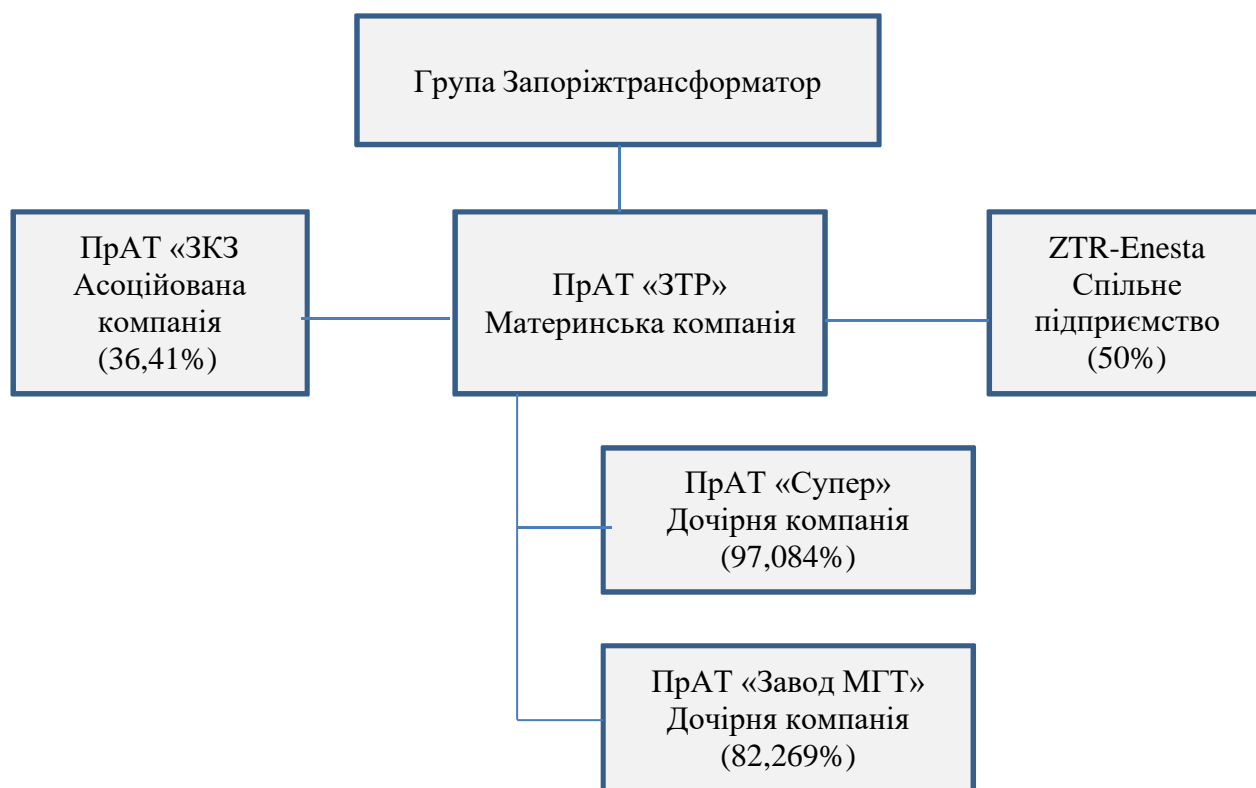 Група Запоріжтрансформатор
ПрАТ «ЗКЗ
Асоційована
компанія
(36,41%)
ПрАТ «ЗТР»
Материнська компанія
ZTR-Enesta
Спільне
підприємство
(50%)
ПрАТ «Супер»
Дочірня компанія
(97,084%)
ПрАТ «Завод МГТ»
Дочірня компанія
(82,269%)